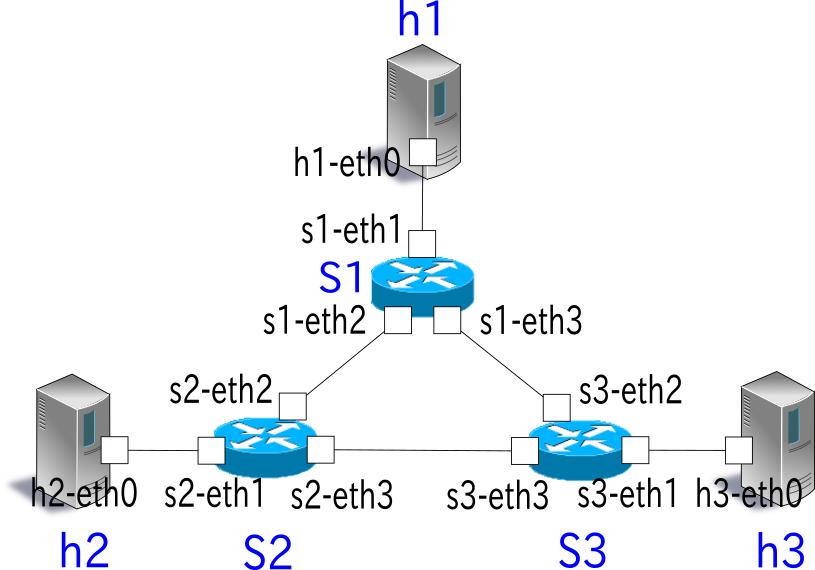 h1
h1-eth0
s1-eth1
S1
s1-eth2
s1-eth3
s2-eth2
s3-eth2
h2-eth0
s2-eth1
s2-eth3
s3-eth3
s3-eth1
h3-eth0
h2
S2
S3
h3